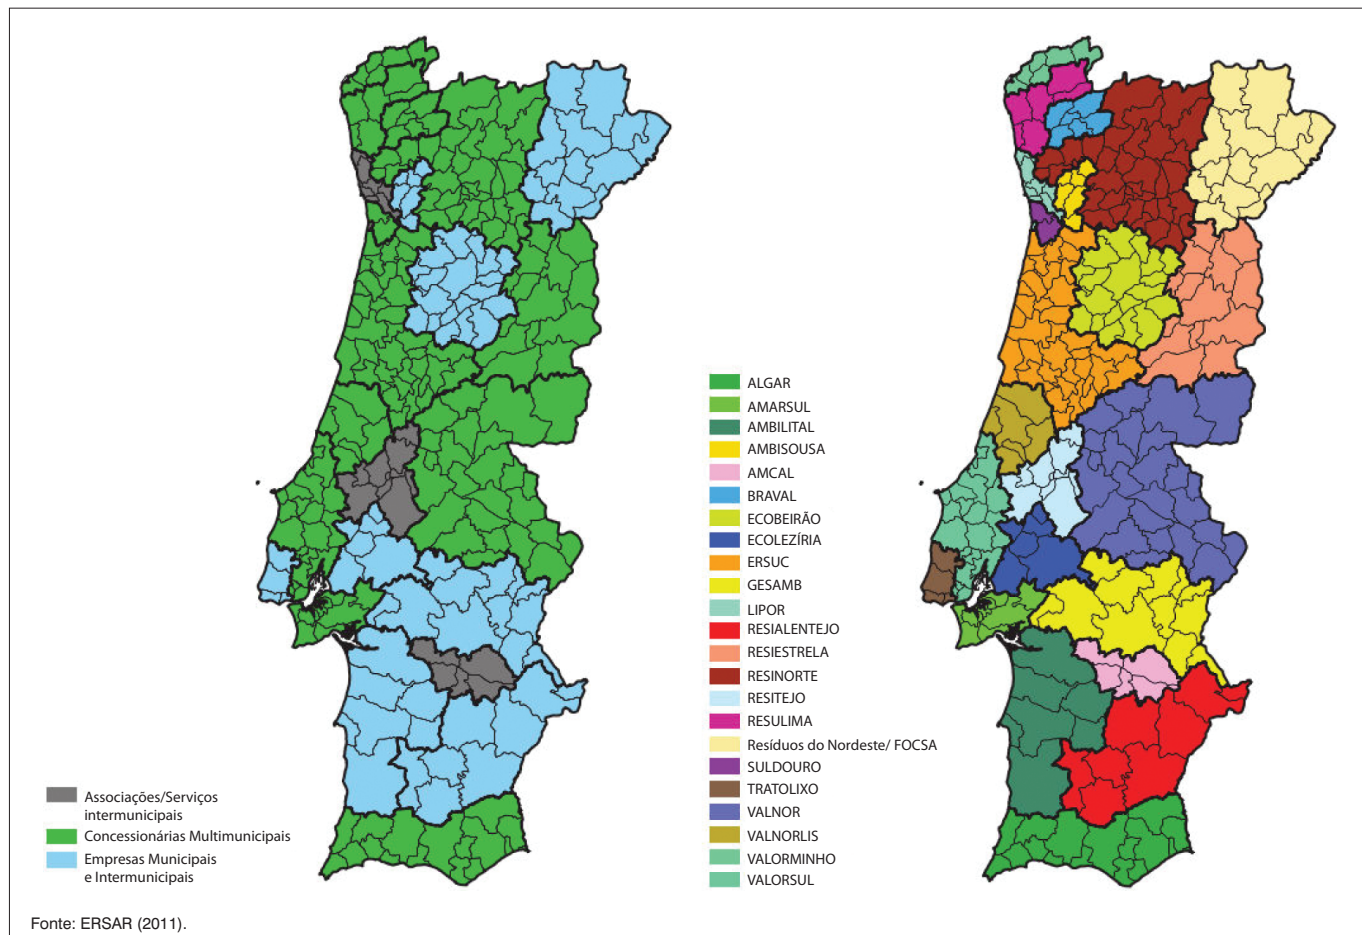 Associações/Serviços
intermunicipais
Concessionárias Multimunicipais
Empresas Municipais
e Intermunicipais
ALGAR
AMARSUL
AMBILITAL
AMBISOUSA
AMCAL
BRAVAL
ECOBEIRÃO
ECOLEZÍRIA
ERSUC
GESAMB
LIPOR
RESIALENTEJO
RESIESTRELA
RESINORTE
RESITEJO
RESULIMA
Resíduos do Nordeste/ FOCSA
SULDOURO
TRATOLIXO
VALNOR
VALNORLIS
VALORMINHO
VALORSUL
Fonte: ERSAR (2011).